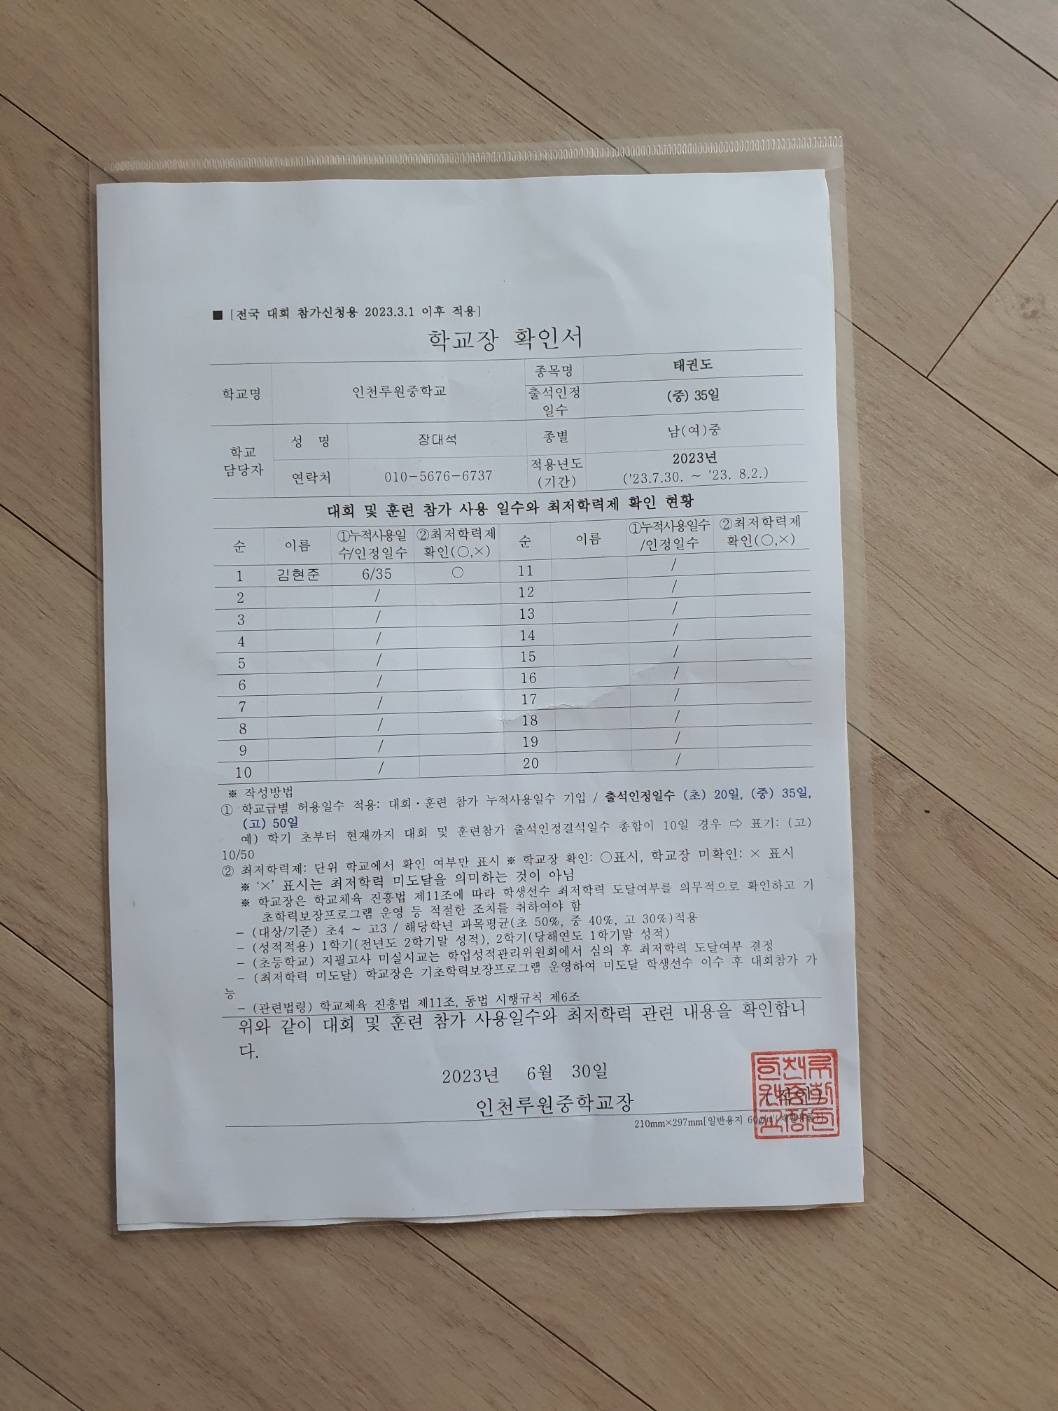 ■ [전국 대회 참가신청용 2023.3.1 이후 적용]
학교장 확인서
학교명 인천루원중학교 종목명 태권도
출석인정 일수 (중) 35일
학교 담당자 성 명 장대석 종별 남(여)중
연락처 010-5676-6737 적용년도 (기간) 2023년 ('23.7.30. ~ '23. 8.2.)
대회 및 훈련 참가 사용 일수와 최저학력제 확인 현황
순 이름 ①누적사용일수/인정일수 ②최저학력제 확인(○,×) 순 이름 ①누적사용일수/인정일수 ②최저학력제 확인(○,×)
1 김현준 6/35 ○ 11 /
2 / 12 /
3 / 13 /
4 / 14 /
5 / 15 /
6 / 16 /
7 / 17 /
8 / 18 /
9 / 19 /
10 / 20 /
※ 작성방법
① 학교급별 허용일수 적용: 대회·훈련 참가 누적사용일수 기입 / 출석인정일수 (초) 20일, (중) 35일,
(고) 50일
예) 학기 초부터 현재까지 대회 및 훈련참가 출석인정결석일수 총합이 10일 경우 ⇨ 표기: (고)
10/50
② 최저학력제: 단위 학교에서 확인 여부만 표시 ※ 학교장 확인: ○표시, 학교장 미확인: × 표시
※ '×' 표시는 최저학력 미도달을 의미하는 것이 아님
※ 학교장은 학교체육 진흥법 제11조에 따라 학생선수 최저학력 도달여부를 의무적으로 확인하고 기
초학력보장프로그램 운영 등 적절한 조치를 취하여야 함
- (대상/기준) 초4 ~ 고3 / 해당학년 과목평균(초 50%, 중 40%, 고 30%)적용
- (성적적용) 1학기(전년도 2학기말 성적), 2학기(당해연도 1학기말 성적)
- (초등학교) 지필고사 미실시교는 학업성적관리위원회에서 심의 후 최저학력 도달여부 결정
- (최저학력 미도달) 학교장은 기초학력보장프로그램 운영하여 미도달 학생선수 이수 후 대회참가 가
능
- (관련법령) 학교체육 진흥법 제11조, 동법 시행규칙 제6조
위와 같이 대회 및 훈련 참가 사용일수와 최저학력 관련 내용을 확인합니
다.
2023년 6월 30일
인천루원중학교장
210mm×297mm[일반용지